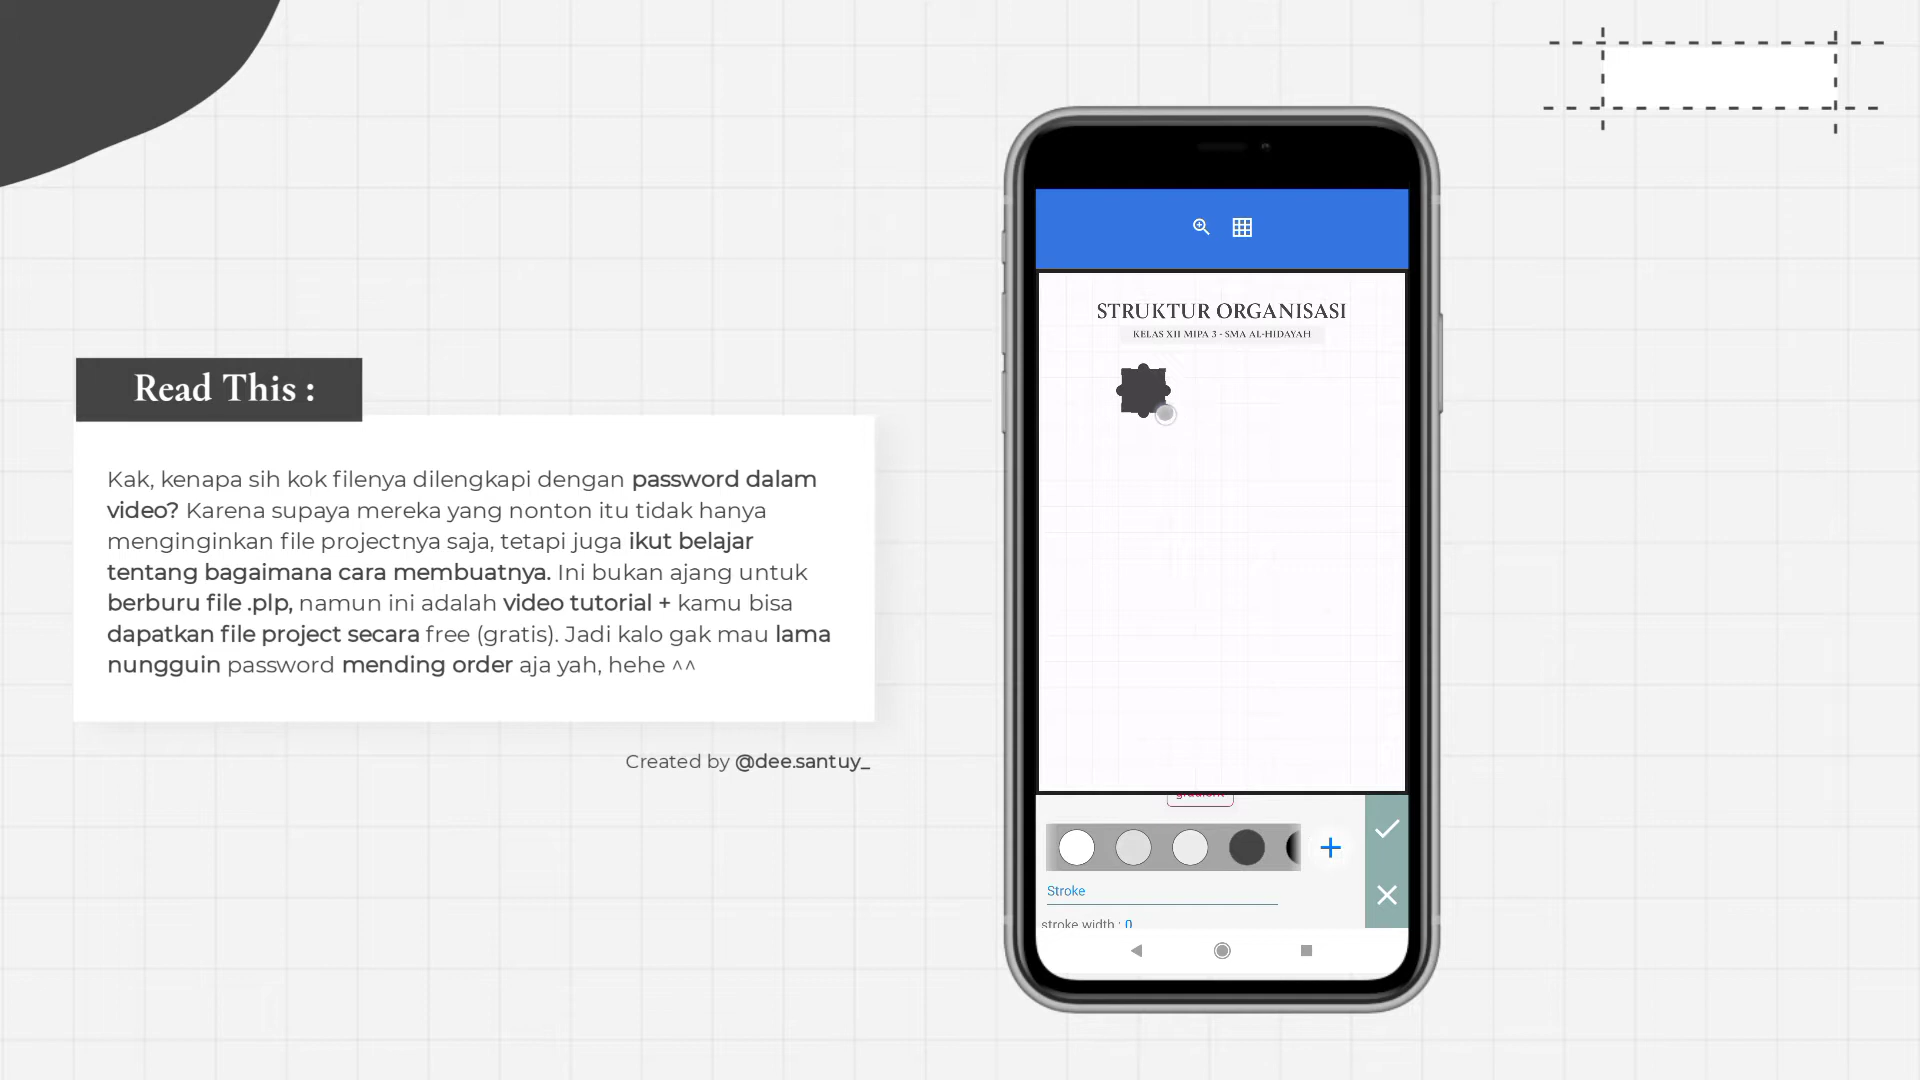 Read This :
Kak, kenapa sih kok filenya dilengkapi dengan password dalam
video? Karena supaya mereka yang nonton itu tidak hanya
menginginkan file projectnya saja, tetapi juga ikut belajar
tentang bagaimana cara membuatnya. Ini bukan ajang untuk
berburu file .plp, namun ini adalah video tutorial + kamu bisa
dapatkan file project secara free (gratis). Jadi kalo gak mau lama
nungguin password mending order aja yah, hehe ^^
Created by @dee.santuy_
STRUKTUR ORGANISASI
KELAS XII MIPA 3 - SMA AL-HIDAYAH
Stroke
stroke width : 0